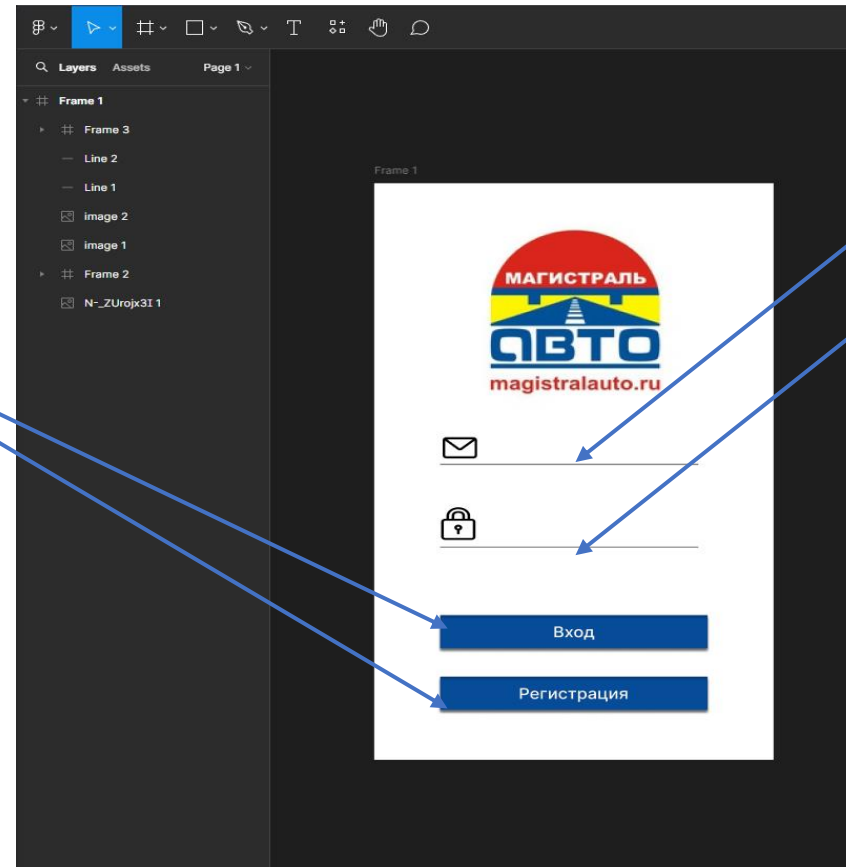 T
Layers Assets Page 1
Frame 1
Frame 3
Line 2
Line 1
image 2
image 1
Frame 2
N-_ZUrojx3I 1
Frame 1
МАГИСТРАЛЬ
АВТО
magistralauto.ru
Вход
Регистрация